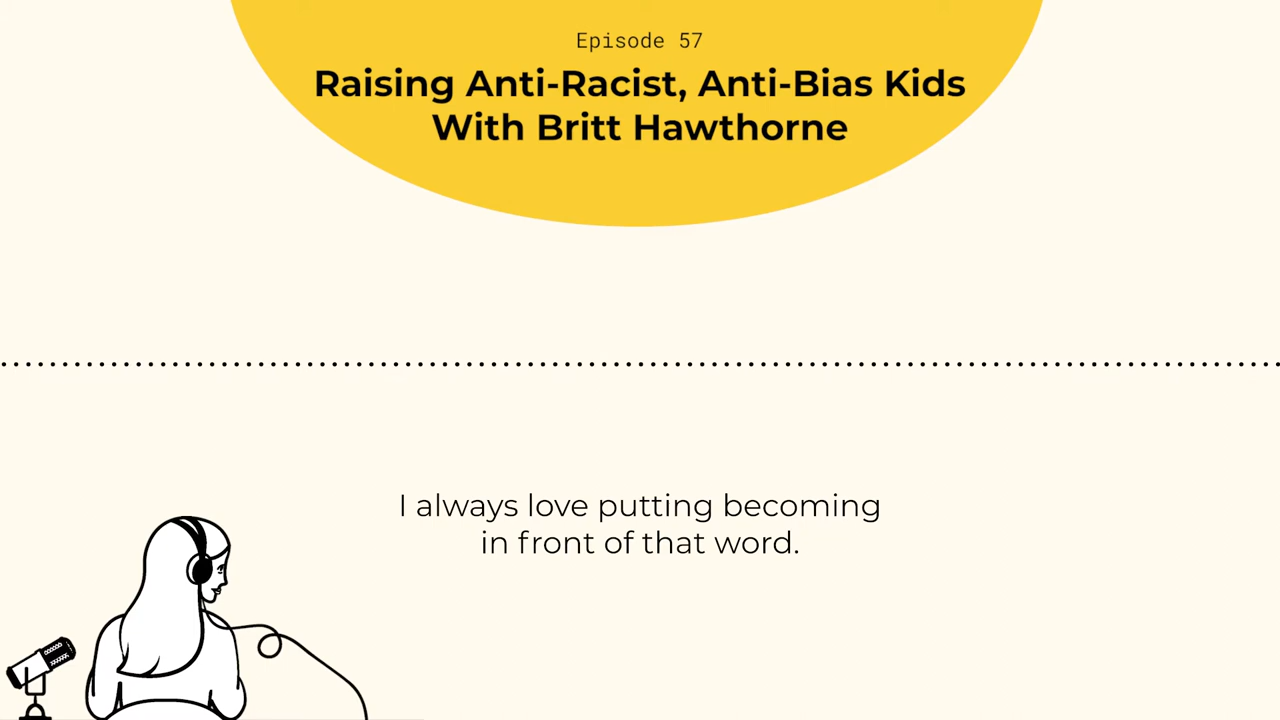 Episode 57
Raising Anti-Racist, Anti-Bias Kids
With Britt Hawthorne
I always love putting becoming
in front of that word.